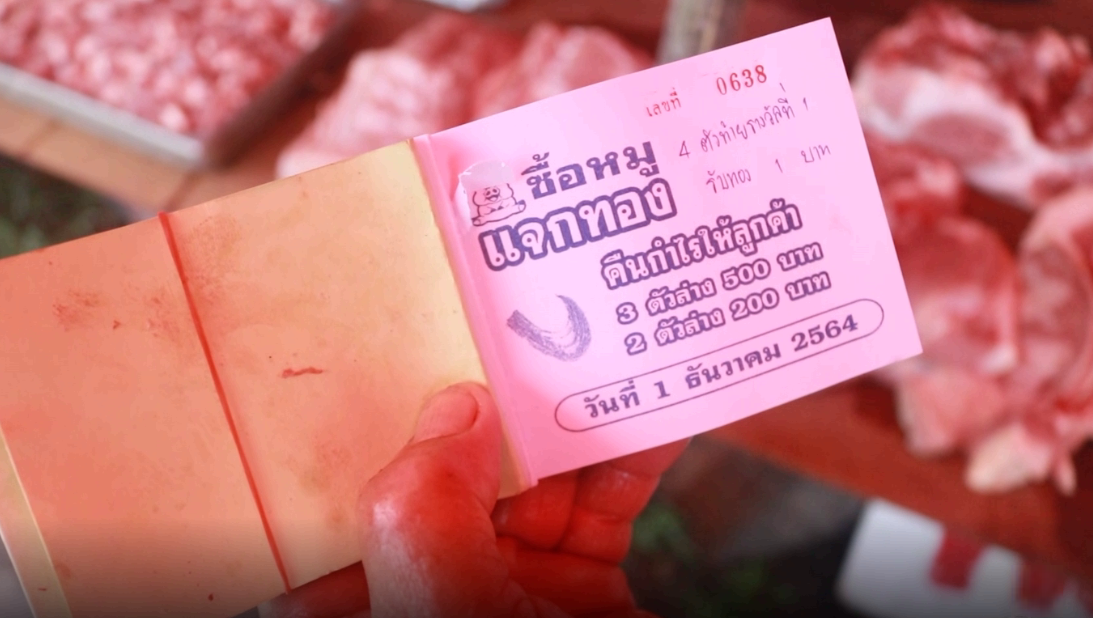 เลขที่ 0638
4 ตัวท้ายรางวัลที่ 1
รับทอง 1 บาท
ซื้อหมู
แจกทอง
คืนกำไรให้ลูกค้า
3 ตัวล่าง 500 บาท
2 ตัวล่าง 200 บาท
วันที่ 1 ธันวาคม 2564